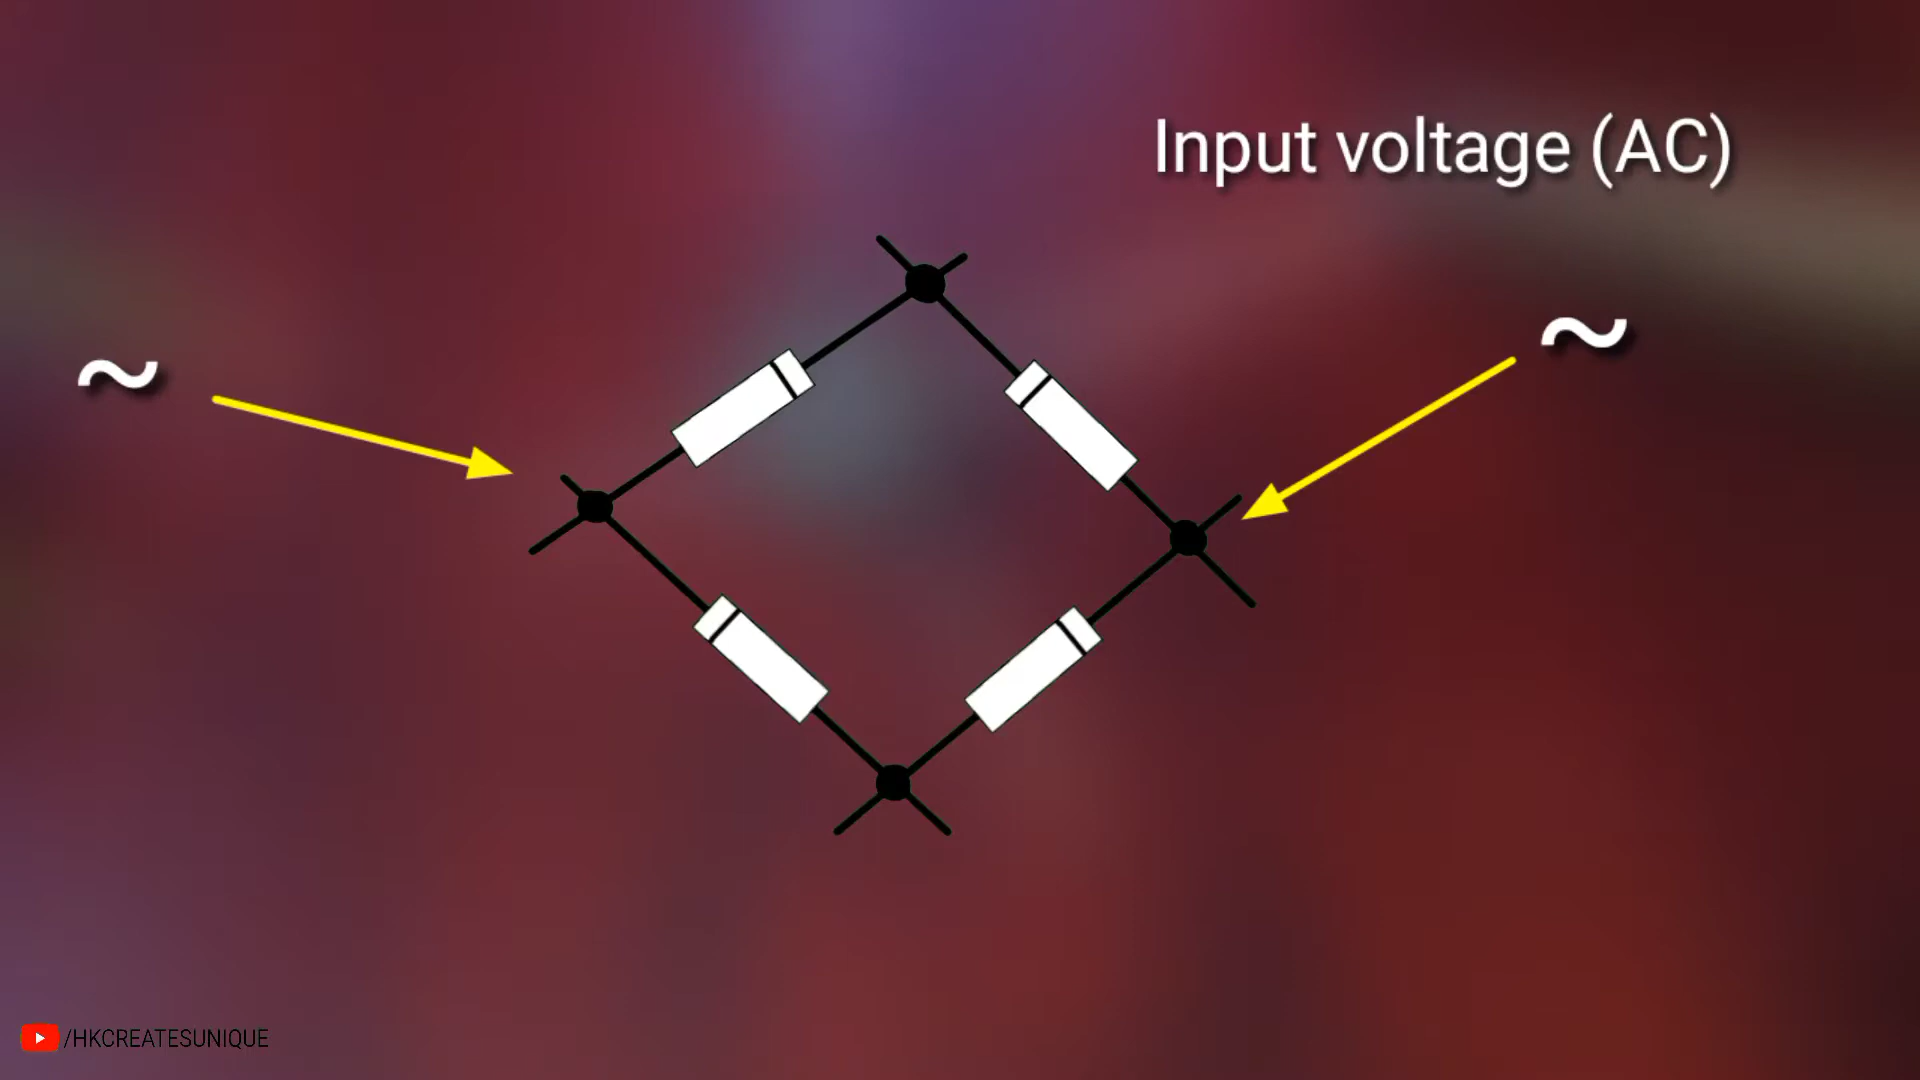 Input voltage (AC)
~
~
/HKCREATESUNIQUE